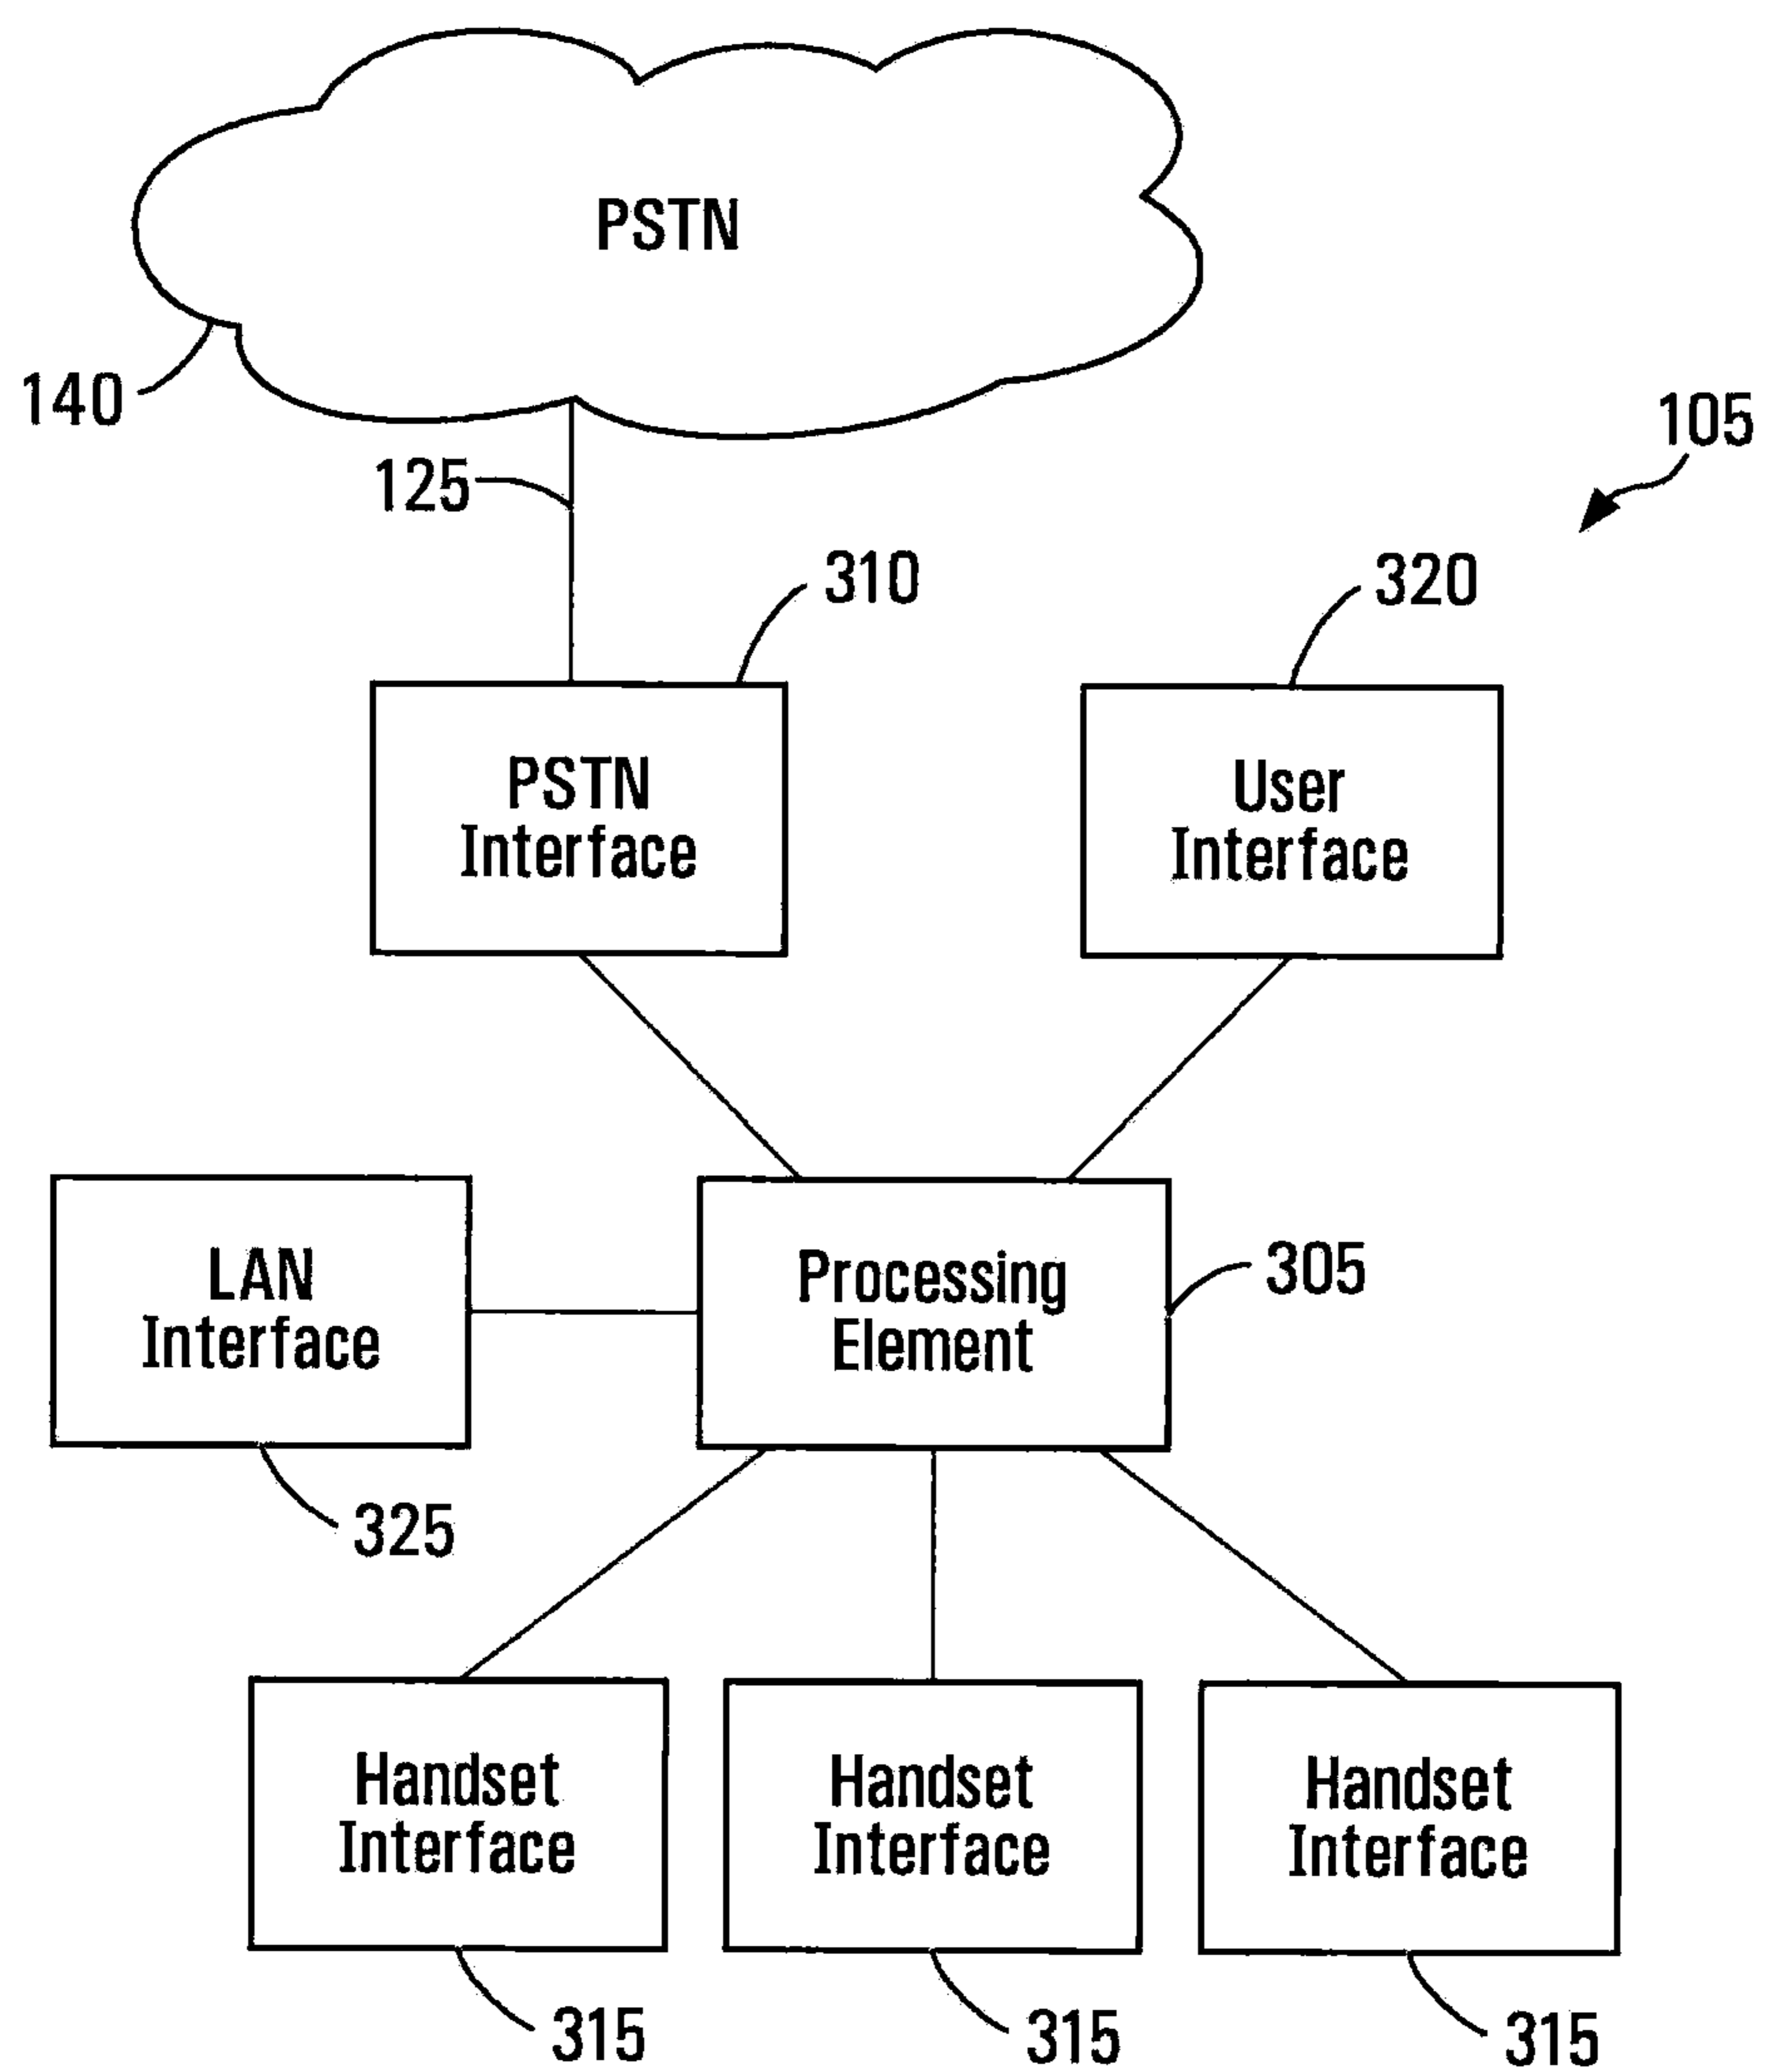 PSTN
140
105
125
310
320
PSTN
Interface
User
Interface
LAN
Interface
Processing
Element
305
325
Handset
Interface
Handset
Interface
Handset
Interface
315
315
315